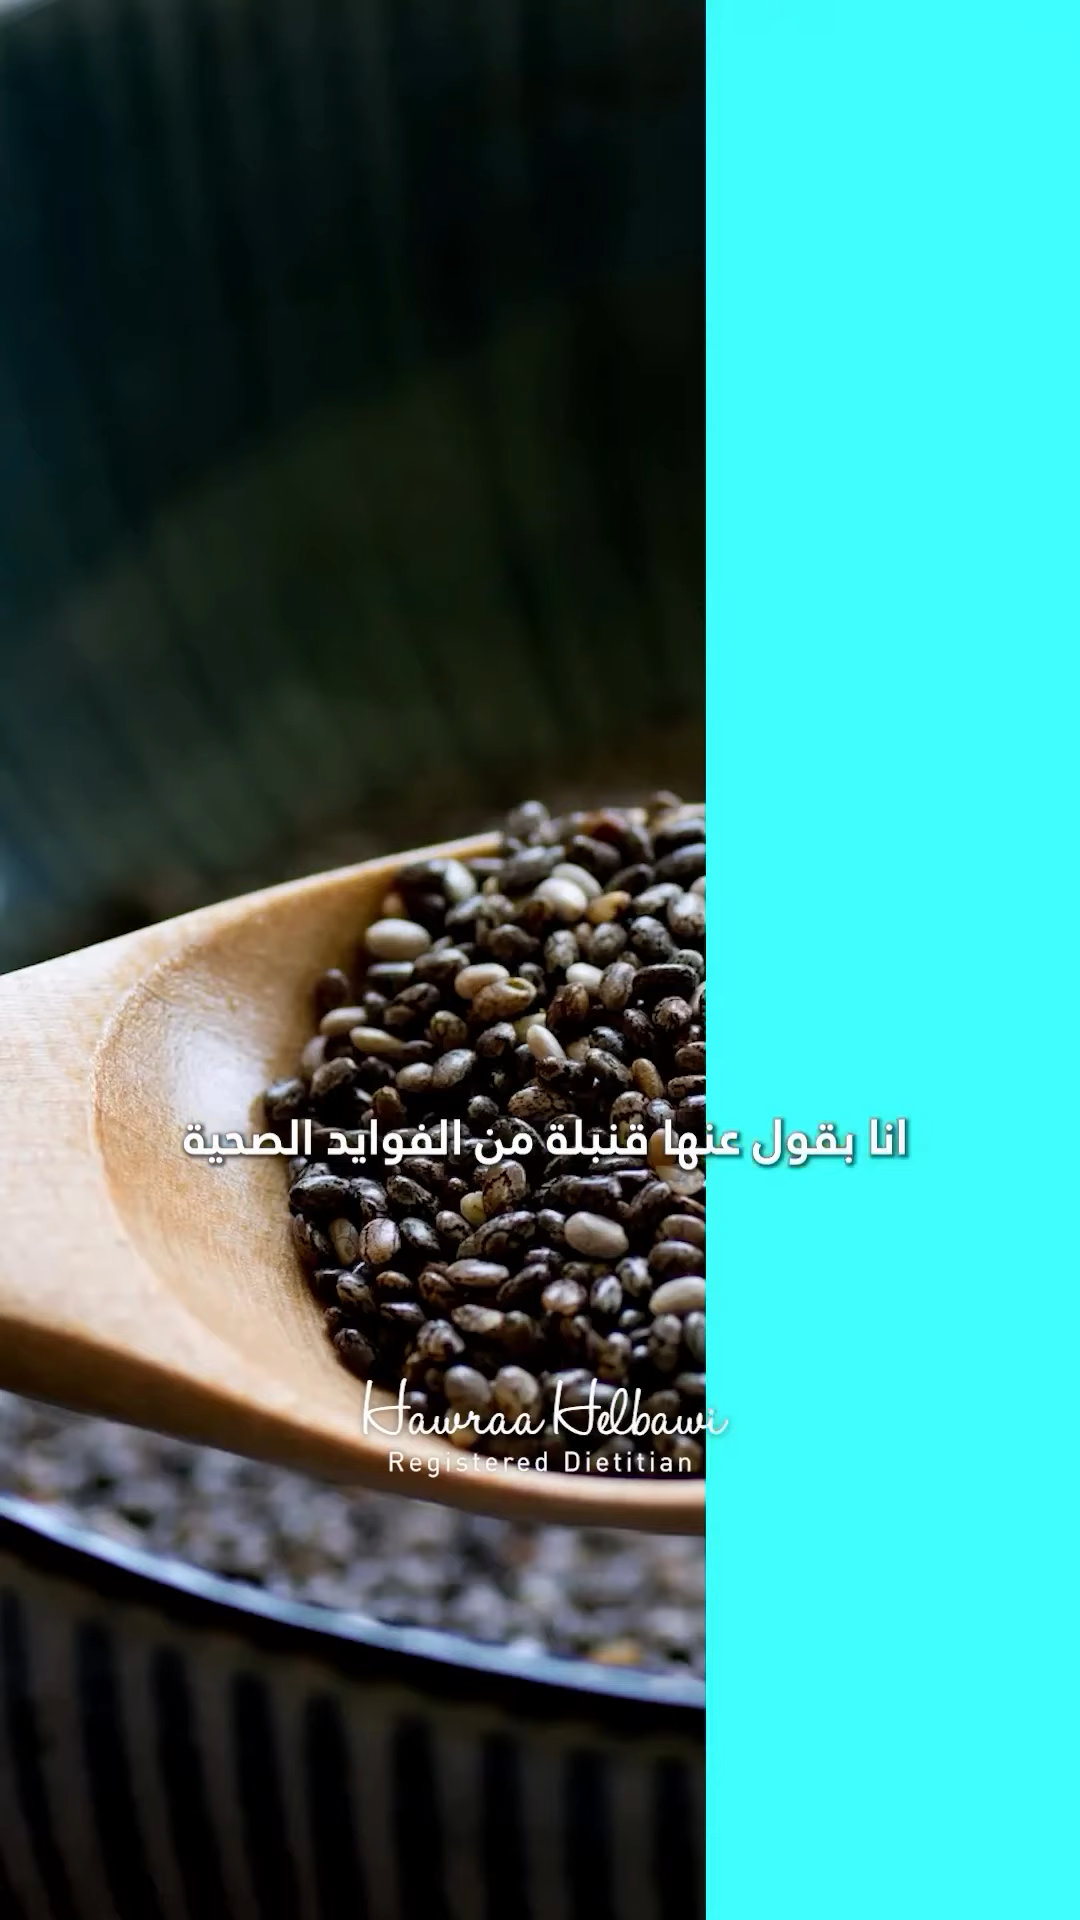 انا بقول عنها قنبلة من الفوايد الصحية
Hawraa Helbawi
Registered Dietitian